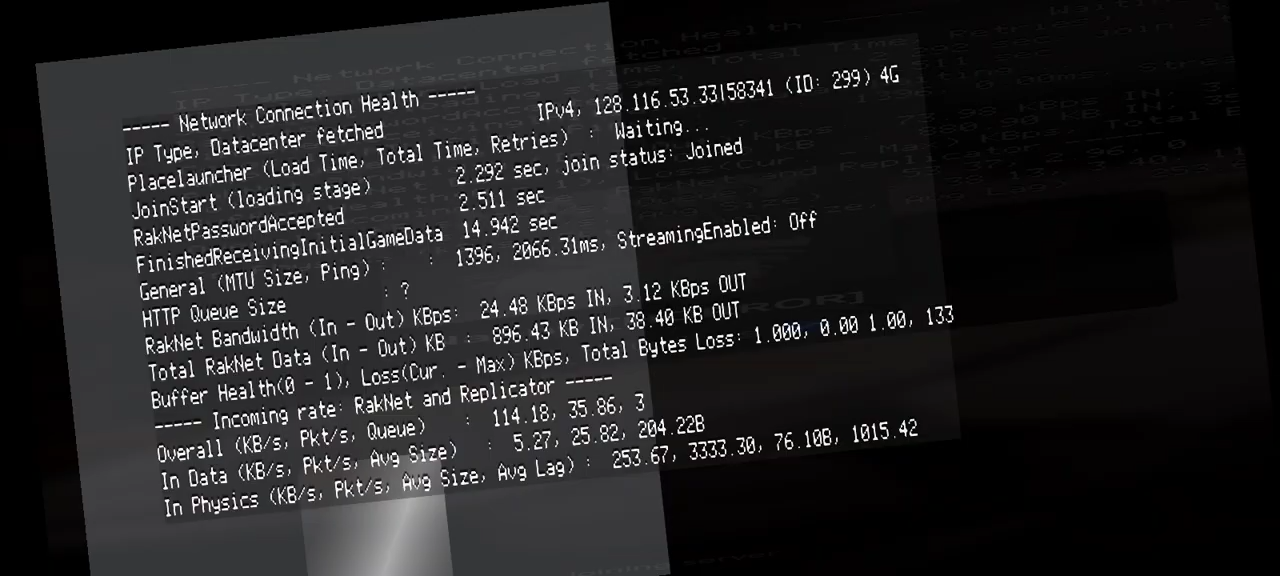 ----- Network Connection Health -----
IP Type, Datacenter fetched IPv4, 128.116.53.33|58341 (ID: 299) 4G
Placelauncher (Load Time, Total Time, Retries) : Waiting...
JoinStart (loading stage) 2.292 sec, join status: Joined
RakNetPasswordAccepted 2.511 sec
FinishedReceivingInitialGameData 14.942 sec
General (MTU Size, Ping) : : 1396, 2066.31ms, StreamingEnabled: Off
HTTP Queue Size : ?
RakNet Bandwidth (In - Out) KBps: 24.48 KBps IN, 3.12 KBps OUT
Total RakNet Data (In - Out) KB : 896.43 KB IN, 38.40 KB OUT
Buffer Health(0 - 1), Loss(Cur. - Max) KBps, Total Bytes Loss: 1.000, 0.00 1.00, 133
----- Incoming rate: RakNet and Replicator -----
Overall (KB/s, Pkt/s, Queue) : 114.18, 35.86, 3
In Data (KB/s, Pkt/s, Avg Size) : 5.27, 25.82, 204.22B
In Physics (KB/s, Pkt/s, Avg Size, Avg Lag) : 253.67, 3333.30, 76.10B, 1015.42